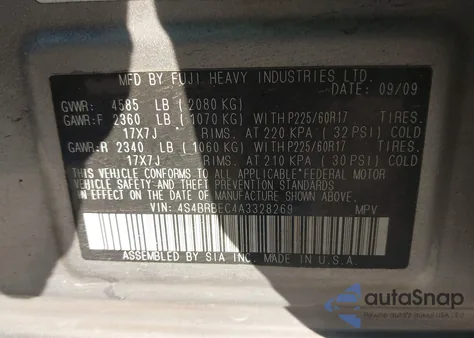 MFD BY FUJI HEAVY INDUSTRIES LTD.
DATE: 09/09
GVWR: 4585 LB (2080 KG)
GAWR:F 2360 LB (1070 KG) WITH P225/60R17 TIRES.
17X7J RIMS. AT 220 KPA (32 PSI) COLD
GAWR:R 2340 LB (1060 KG) WITH P225/60R17 TIRES.
17X7J RIMS. AT 210 KPA (30 PSI) COLD
THIS VEHICLE CONFORMS TO ALL APPLICABLE FEDERAL MOTOR
VEHICLE SAFETY AND BUMPER STANDARDS
IN EFFECT ON THE DATE OF MANUFACTURE SHOWN ABOVE.
VIN: 4S4BRBEC4A3328269 MPV
ASSEMBLED BY SIA INC. MADE IN U.S.A.
autoSnap